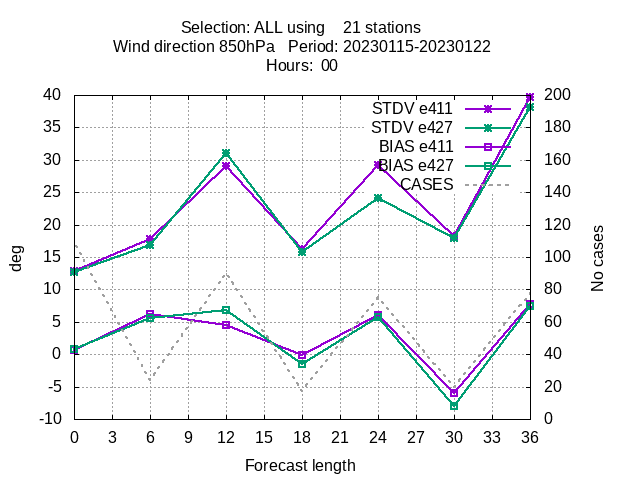 Selection: ALL using    21 stations
Wind direction 850hPa   Period: 20230115-20230122
Hours:  00
40
35
30
25
20
15
10
5
0
-5
-10
deg
STDV e411
STDV e427
BIAS e411
BIAS e427
CASES
200
180
160
140
120
100
80
60
40
20
0
No cases
0 3 6 9 12 15 18 21 24 27 30 33 36
Forecast length